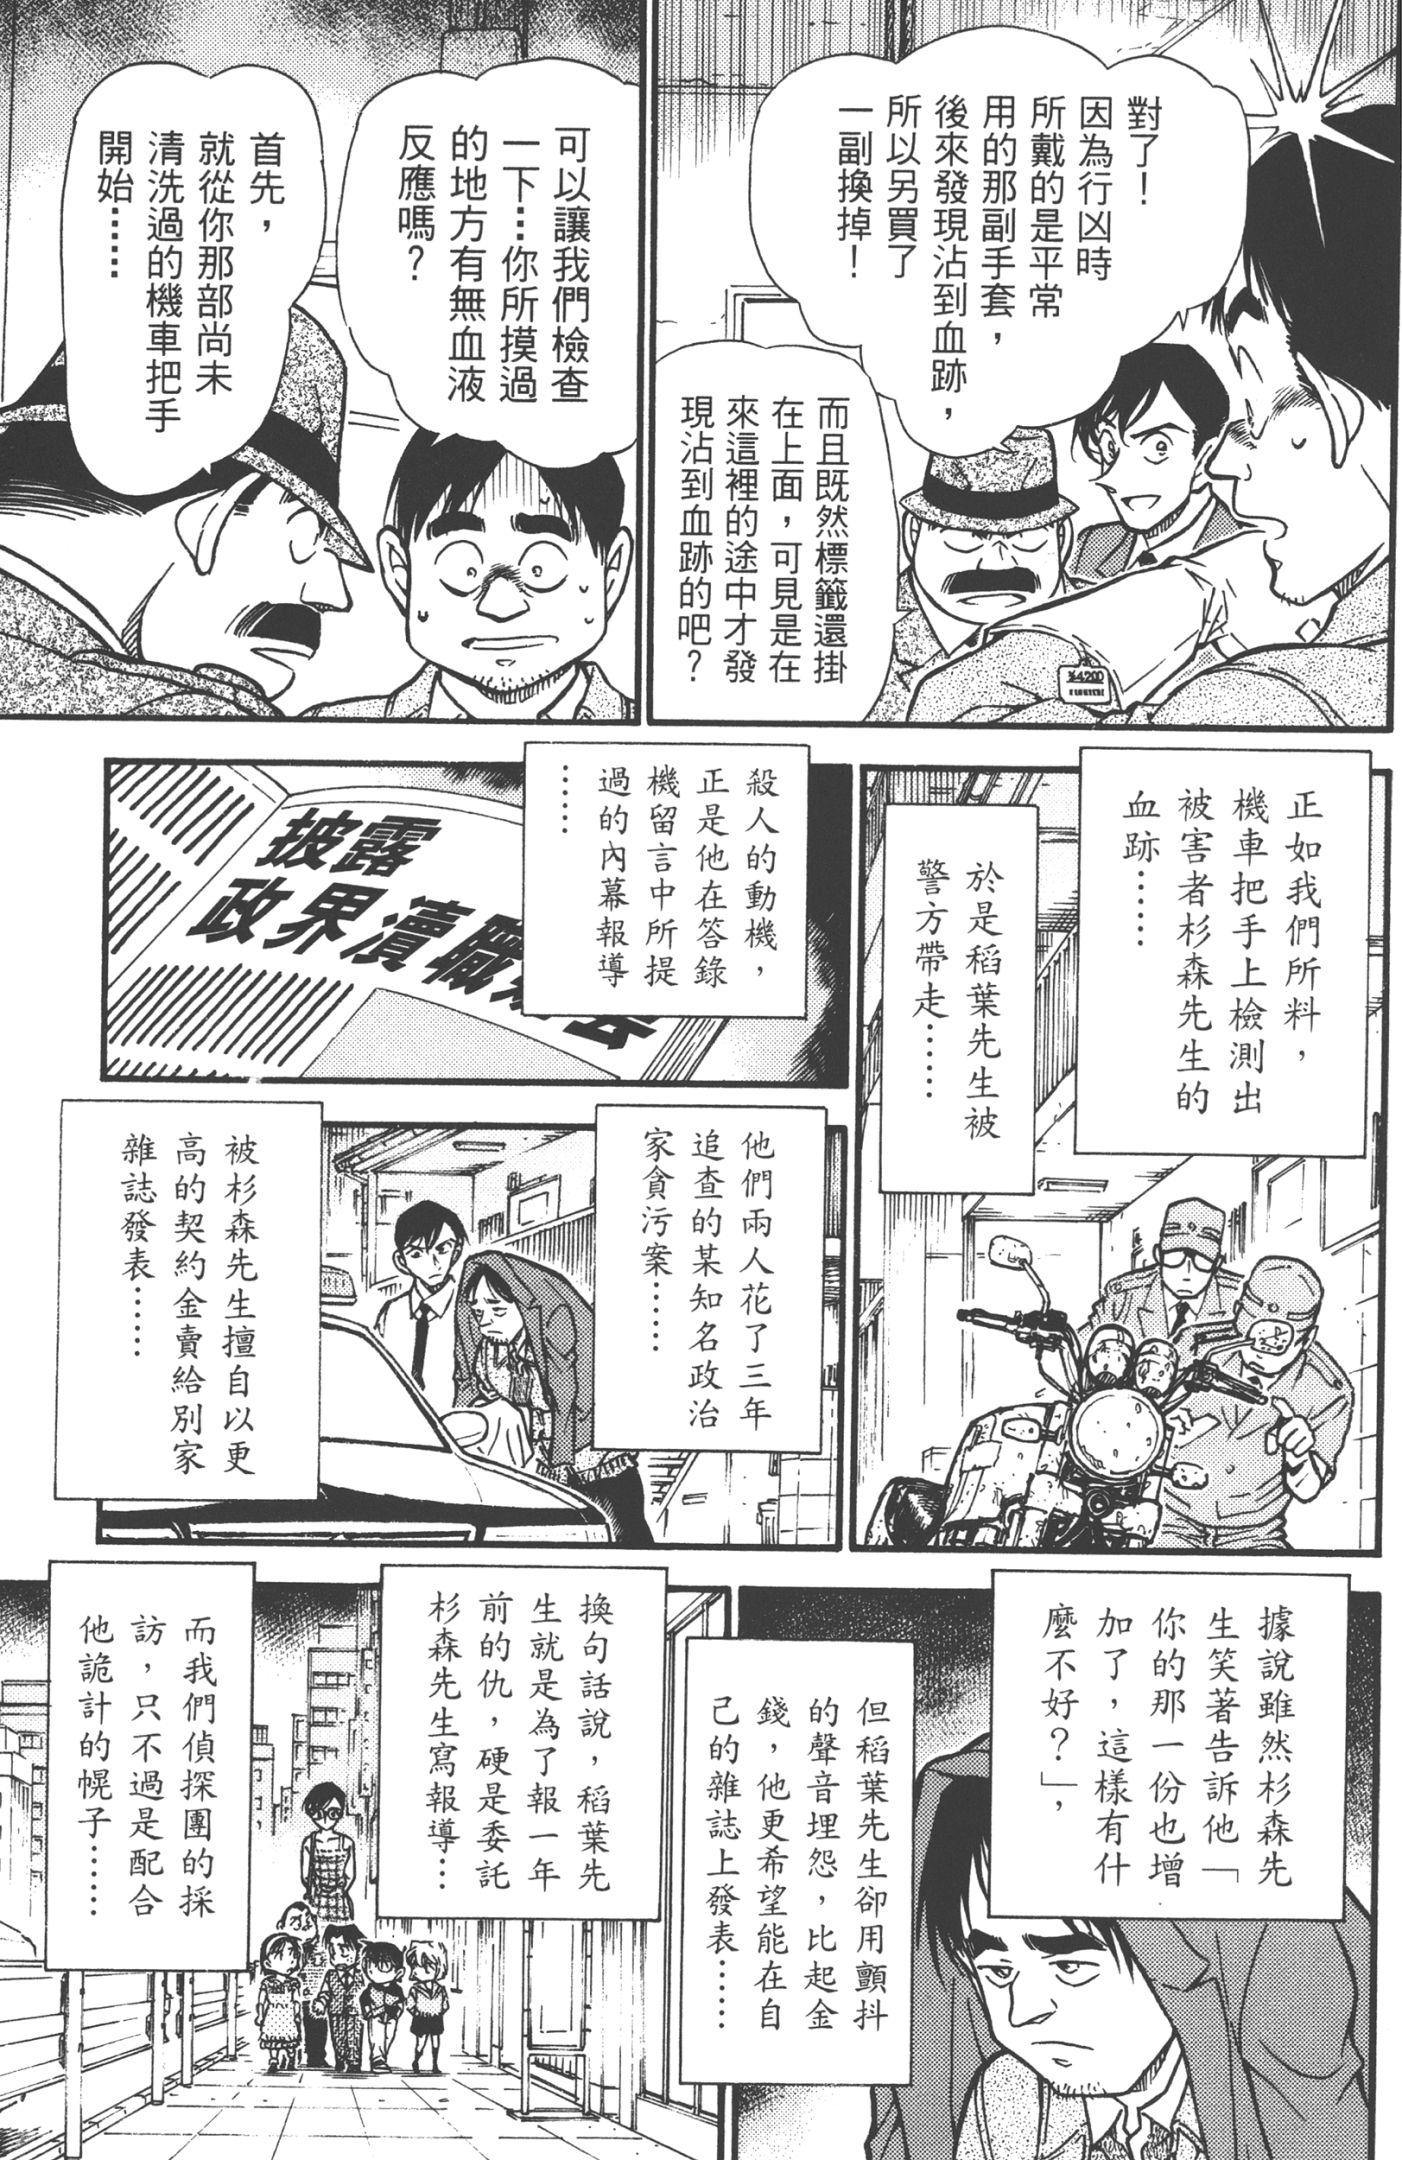 對了！
因為行凶時
所戴的是平常
用的那副手套，
後來發現沾到血跡，
所以另買了
一副換掉！
而且既然標籤還掛
在上面，可見是在
來這裡的途中才發
現沾到血跡的吧？
¥4200
可以讓我們檢查
一下…你所摸過
的地方有無血液
反應嗎？
首先，
就從你那部尚未
清洗過的機車把手
開始……
正如我們所料，
機車把手上檢測出
被害者杉森先生的
血跡……
於是稻葉先生被
警方帶走……
殺人的動機，
正是他在答錄
機留言中所提
過的內幕報導
……
披露
政界瀆職
他們兩人花了三年
追查的某知名政治
家貪污案……
被杉森先生擅自以更
高的契約金賣給別家
雜誌發表……
據說雖然杉森先
生笑著告訴他「
你的那一份也增
加了，這樣有什
麼不好？」，
但稻葉先生卻用顫抖
的聲音埋怨，比起金
錢，他更希望能在自
己的雜誌上發表……
換句話說，稻葉先
生就是為了報一年
前的仇，硬是委託
杉森先生寫報導…
而我們偵探團的採
訪，只不過是配合
他詭計的幌子……